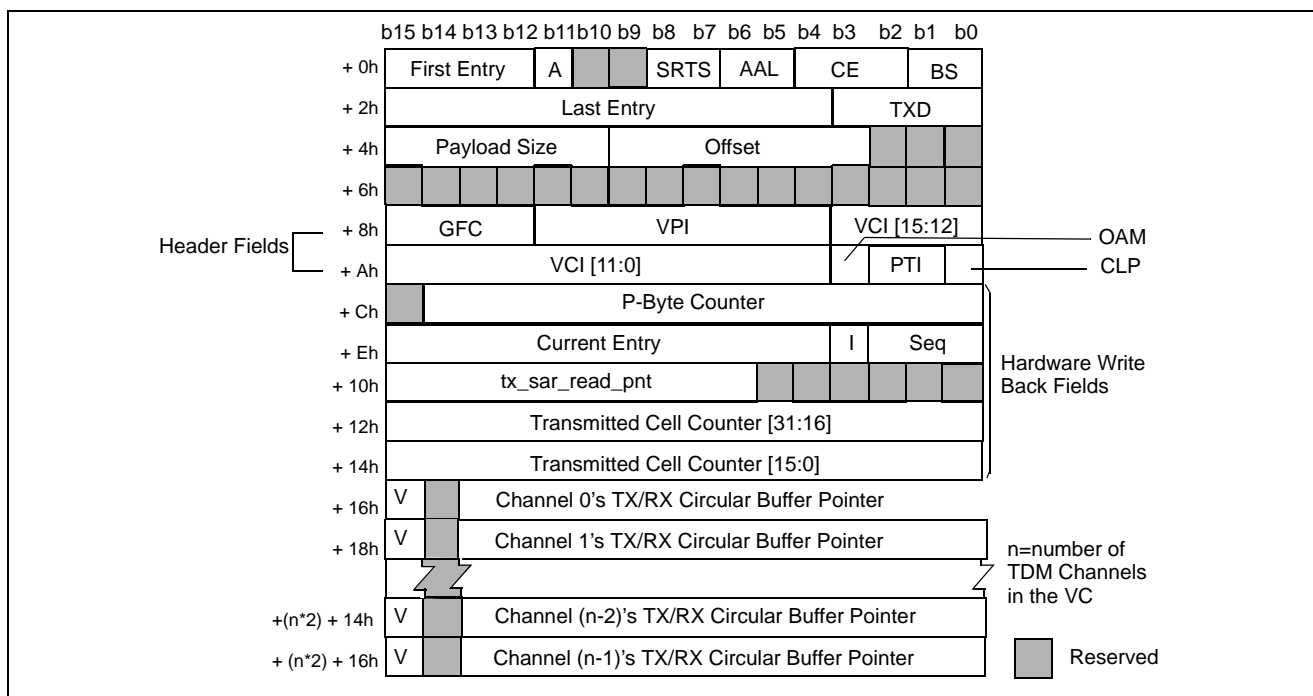 b15 b14 b13 b12 b11 b10 b9 b8 b7 b6 b5 b4 b3 b2 b1 b0
+ 0h First Entry A SRTS AAL CE BS
+ 2h Last Entry TXD
+ 4h Payload Size Offset
+ 6h
+ 8h GFC VPI VCI [15:12]
Header Fields
OAM
+ Ah VCI [11:0] PTI
CLP
+ Ch P-Byte Counter
+ Eh Current Entry I Seq
Hardware Write
Back Fields
+ 10h tx_sar_read_pnt
+ 12h Transmitted Cell Counter [31:16]
+ 14h Transmitted Cell Counter [15:0]
+ 16h V Channel 0's TX/RX Circular Buffer Pointer
+ 18h V Channel 1's TX/RX Circular Buffer Pointer
n=number of
TDM Channels
in the VC
+(n*2) + 14h V Channel (n-2)'s TX/RX Circular Buffer Pointer
+ (n*2) + 16h V Channel (n-1)'s TX/RX Circular Buffer Pointer
Reserved